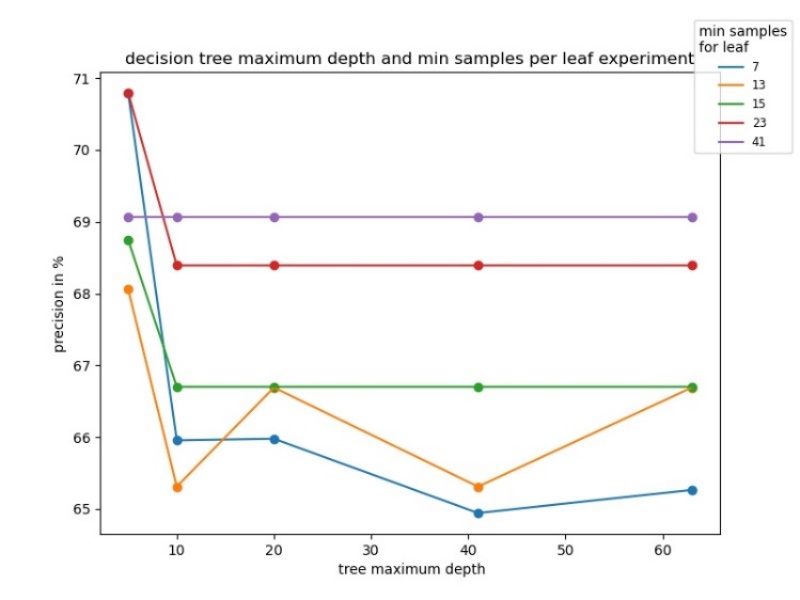 min samples
for leaf
decision tree maximum depth and min samples per leaf experiment
7
13
15
23
41
71
70
69
68
67
66
65
precision in %
10 20 30 40 50 60
tree maximum depth